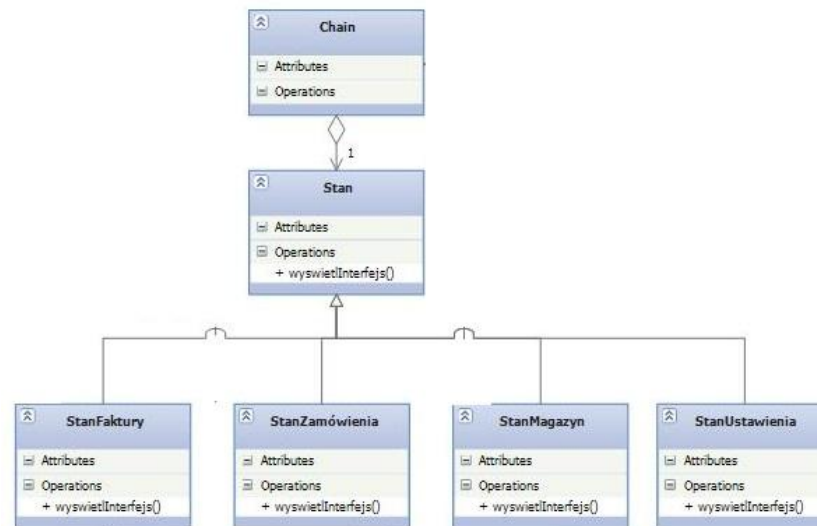 Chain
Attributes
Operations
1
Stan
Attributes
Operations
+ wyswietlInterfejs()
StanFaktury
Attributes
Operations
+ wyswietlInterfejs()
StanZamówienia
Attributes
Operations
+ wyswietlInterfejs()
StanMagazyn
Attributes
Operations
+ wyswietlInterfejs()
StanUstawienia
Attributes
Operations
+ wyswietlInterfejs()